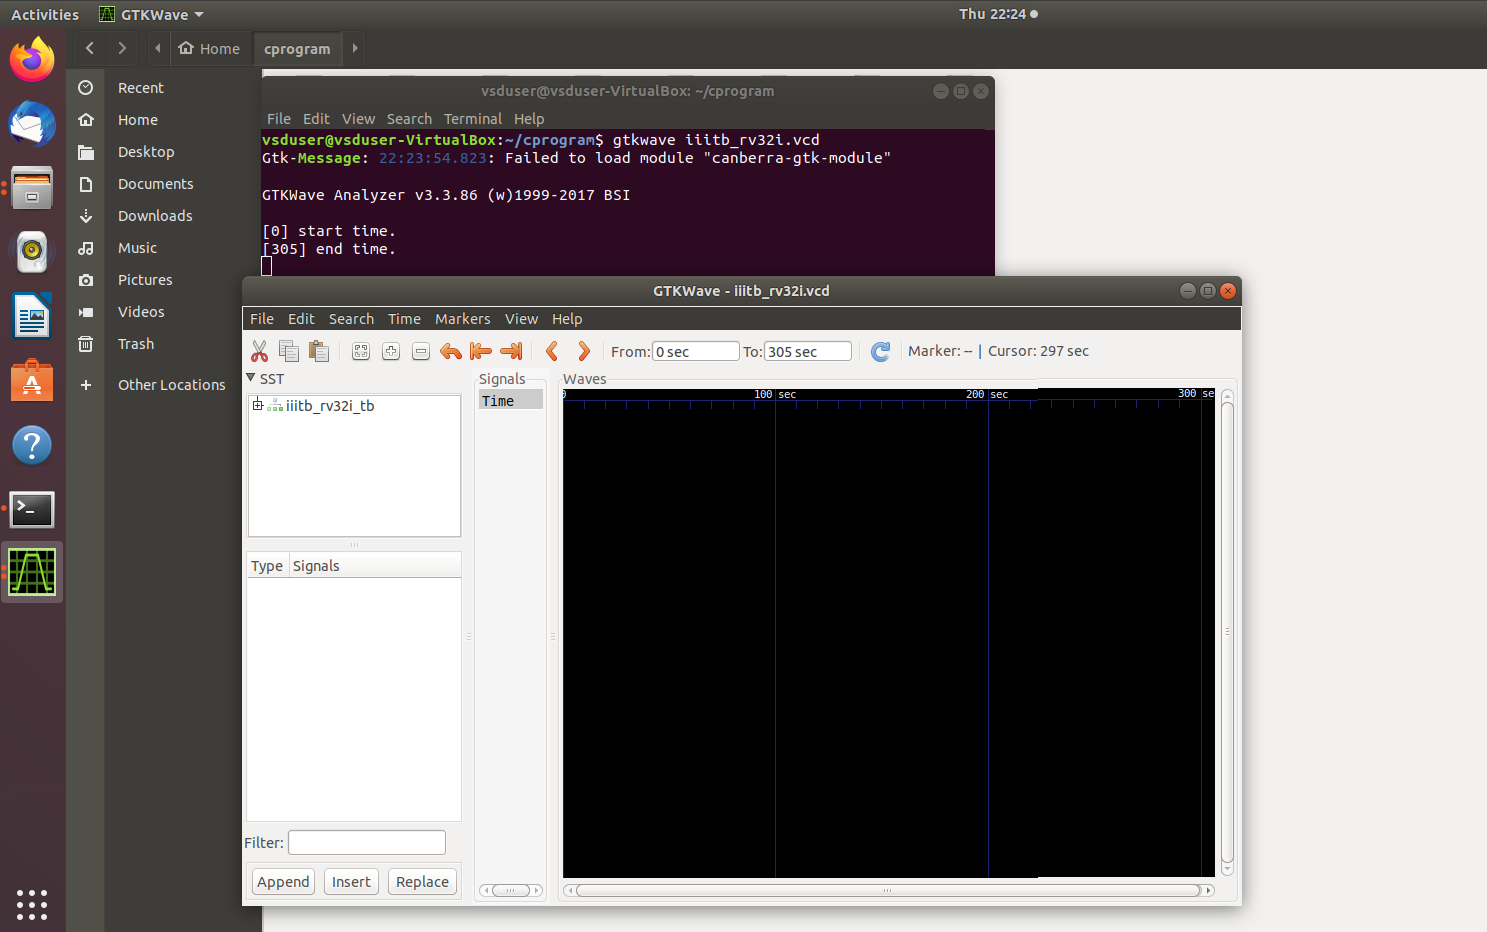 Activities GTKWave Thu 22:24
Home cprogram
Recent
Home
Desktop
Documents
Downloads
Music
Pictures
Videos
Trash
Other Locations
vsduser@vsduser-VirtualBox: ~/cprogram
File Edit View Search Terminal Help
vsduser@vsduser-VirtualBox:~/cprogram$ gtkwave iiitb_rv32i.vcd
Gtk-Message: 22:23:54.823: Failed to load module "canberra-gtk-module"
GTKWave Analyzer v3.3.86 (w)1999-2017 BSI
[0] start time.
[305] end time.
GTKWave - iiitb_rv32i.vcd
File Edit Search Time Markers View Help
From: 0 sec To: 305 sec Marker: -- | Cursor: 297 sec
SST
iiitb_rv32i_tb
Type Signals
Filter:
Append Insert Replace
Signals
Time
Waves
0 100 sec 200 sec 300 se